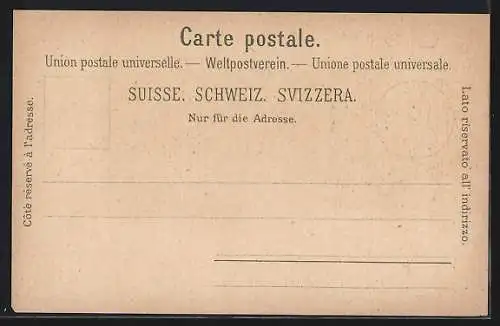 Carte postale.
Union postale universelle. — Weltpostverein. — Unione postale universale.
SUISSE. SCHWEIZ. SVIZZERA.
Nur für die Adresse.
Côté réservé à l'adresse.
Lato riservato all' indirizzo.